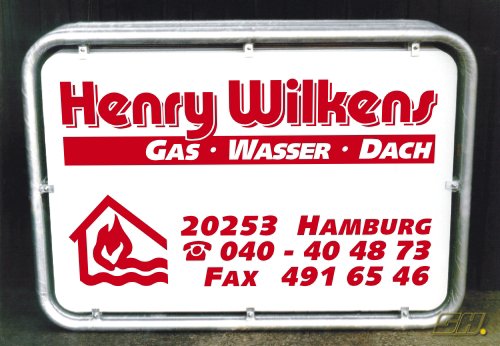 Henry Wilkens
GAS · WASSER · DACH
20253 HAMBURG
☎ 040 - 40 48 73
FAX 491 65 46